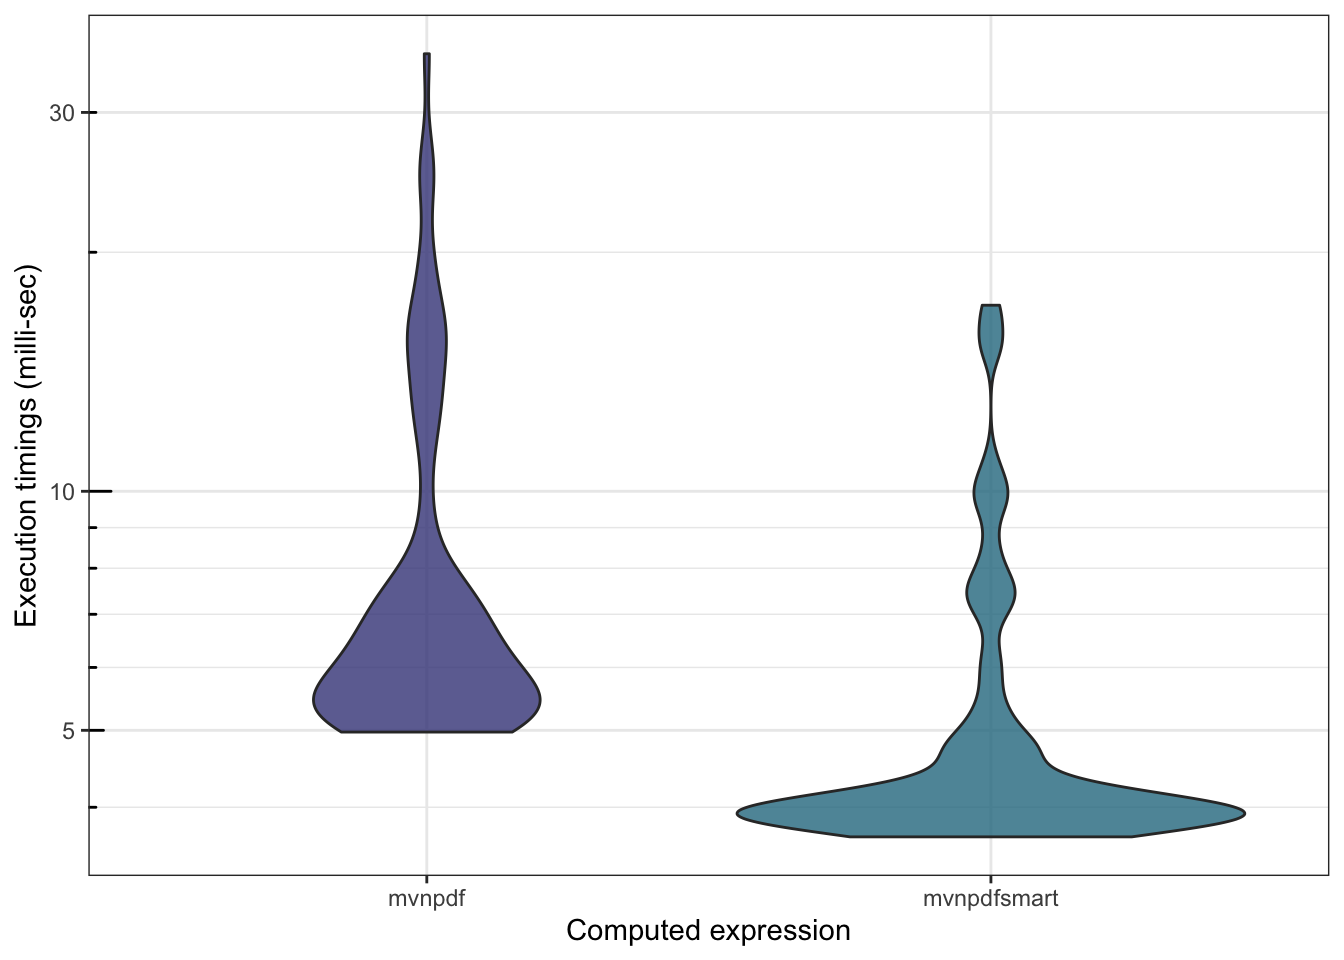 30
10
5
Execution timings (milli-sec)
mvnpdf
mvnpdfsmart
Computed expression